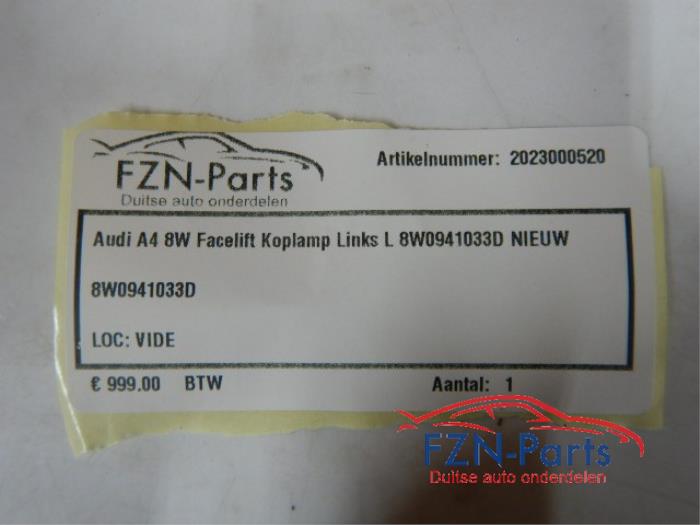 FZN-Parts
Duitse auto onderdelen
Artikelnummer: 2023000520
Audi A4 8W Facelift Koplamp Links L 8W0941033D NIEUW
8W0941033D
LOC: VIDE
€ 999.00 BTW Aantal: 1
FZN-Parts
Duitse auto onderdelen